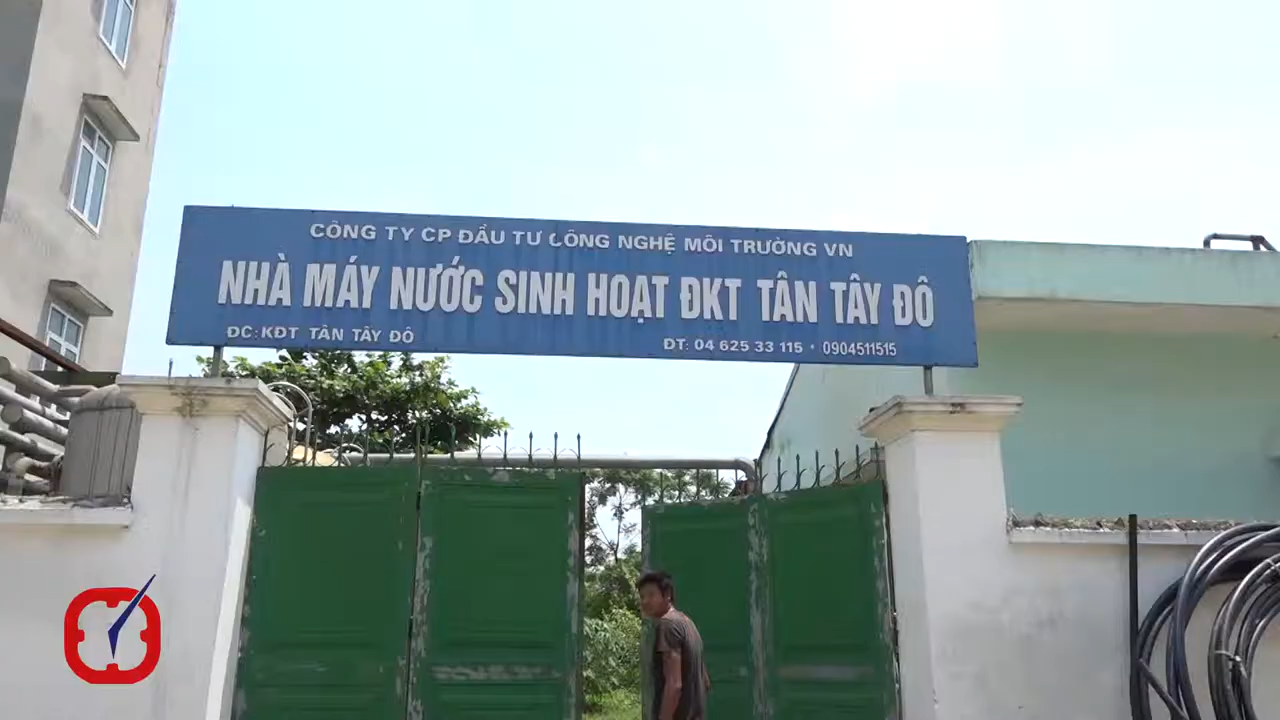 CÔNG TY CP ĐẦU TƯ CÔNG NGHỆ MÔI TRƯỜNG VN
NHÀ MÁY NƯỚC SINH HOẠT ĐKT TÂN TÂY ĐÔ
ĐC: KĐT TÂN TÂY ĐÔ
ĐT: 04 625 33 115 • 0904511515